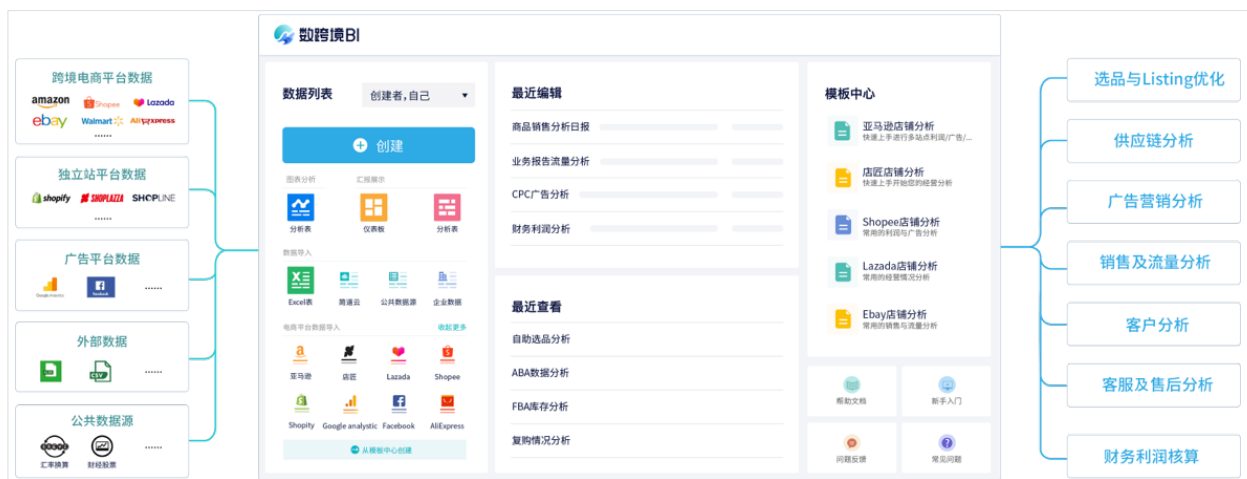 跨境电商平台数据
amazon Shopee Lazada
ebay Walmart AliExpress
......
独立站平台数据
shopify SHOPLAZZA SHOPLINE
......
广告平台数据
Google Analytics facebook ......
外部数据
CSV ......
公共数据源
汇率换算 财经股票 ......
数跨境BI
数据列表 创建者,自己
创建
图表分析 汇报展示
分析表 仪表板 分析表
数据导入
Excel表 简道云 公共数据源 企业数据
电商平台数据导入 收起更多
亚马逊 店匠 Lazada Shopee
Shopity Google analystic Facebook AliExpress
从模板中心创建
最近编辑
商品销售分析日报
业务报告流量分析
CPC广告分析
财务利润分析
最近查看
自助选品分析
ABA数据分析
FBA库存分析
复购情况分析
模板中心
亚马逊店铺分析
快速上手进行多站点利润/广告/...
店匠店铺分析
快速上手开始您的经营分析
Shopee店铺分析
常用的利润与广告分析
Lazada店铺分析
常用的经营情况分析
Ebay店铺分析
常用的销售与流量分析
帮助文档 新手入门
问题反馈 常见问题
选品与Listing优化
供应链分析
广告营销分析
销售及流量分析
客户分析
客服及售后分析
财务利润核算